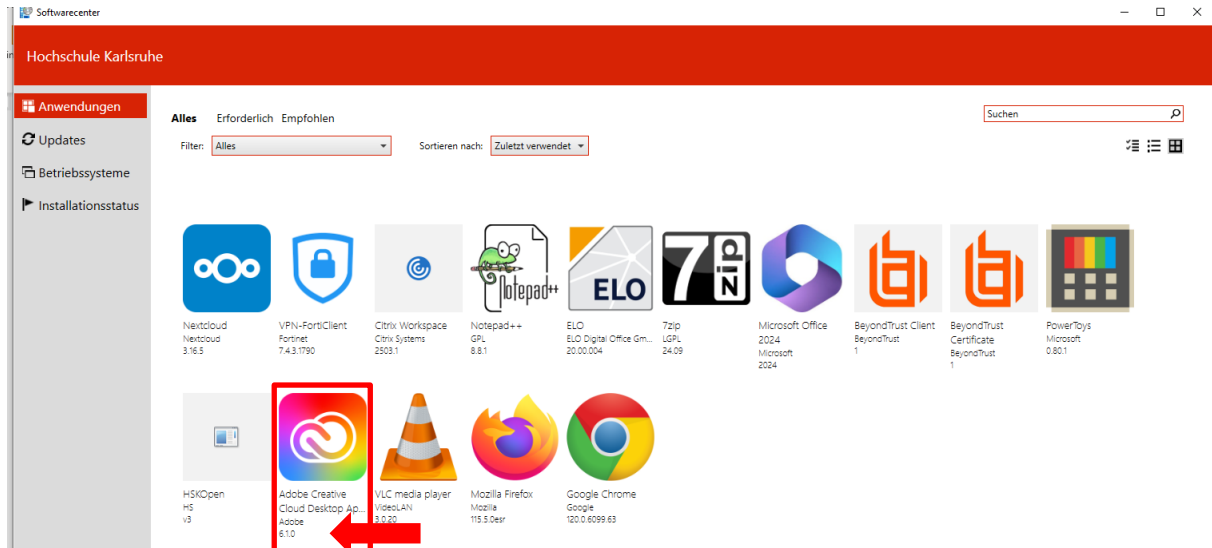 Softwarecenter
Hochschule Karlsruhe
Anwendungen
Updates
Betriebssysteme
Installationsstatus
Alles Erforderlich Empfohlen
Suchen
Filter: Alles
Sortieren nach: Zuletzt verwendet
Notepad++
ELO
7zip
Nextcloud
Nextcloud
3.16.5
VPN-FortiClient
Fortinet
7.4.3.1790
Citrix Workspace
Citrix Systems
2503.1
Notepad++
GPL
8.8.1
ELO
ELO Digital Office Gm...
20.00.004
7zip
LGPL
24.09
Microsoft Office
2024
Microsoft
2024
BeyondTrust Client
BeyondTrust
1
BeyondTrust
Certificate
BeyondTrust
1
PowerToys
Microsoft
0.80.1
HSKOpen
HS
v3
Adobe Creative
Cloud Desktop Ap...
Adobe
6.1.0
VLC media player
VideoLAN
3.0.20
Mozilla Firefox
Mozilla
115.5.0esr
Google Chrome
Google
120.0.6099.63